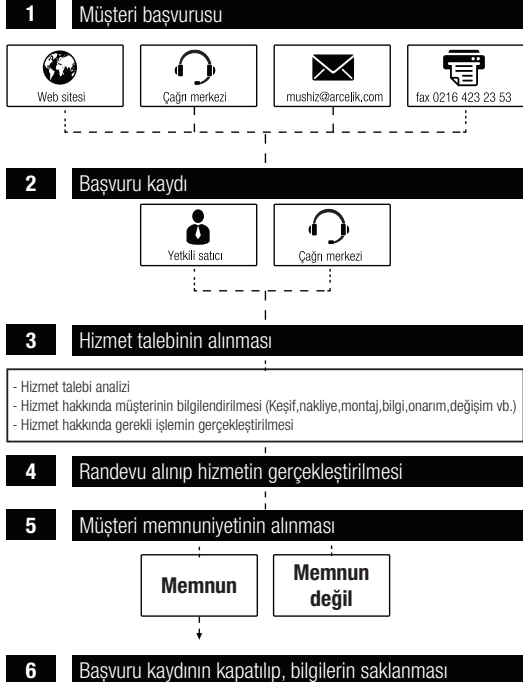 1 Müşteri başvurusu
Web sitesi
Çağrı merkezi
mushiz@arcelik.com
fax 0216 423 23 53
2 Başvuru kaydı
Yetkili satıcı
Çağrı merkezi
3 Hizmet talebinin alınması
- Hizmet talebi analizi
- Hizmet hakkında müşterinin bilgilendirilmesi (Keşif,nakliye,montaj,bilgi,onarım,değişim vb.)
- Hizmet hakkında gerekli işlemin gerçekleştirilmesi
4 Randevu alınıp hizmetin gerçekleştirilmesi
5 Müşteri memnuniyetinin alınması
Memnun
Memnun
değil
6 Başvuru kaydının kapatılıp, bilgilerin saklanması